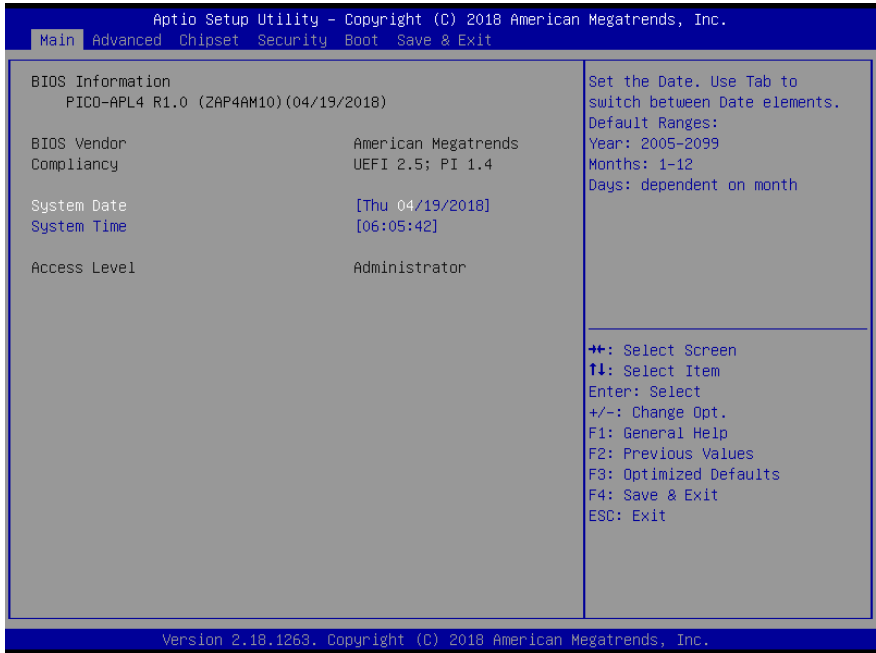 Aptio Setup Utility – Copyright (C) 2018 American Megatrends, Inc.
Main Advanced Chipset Security Boot Save & Exit
BIOS Information
PICO-APL4 R1.0 (ZAP4AM10)(04/19/2018)
BIOS Vendor American Megatrends
Compliancy UEFI 2.5; PI 1.4
System Date [Thu 04/19/2018]
System Time [06:05:42]
Access Level Administrator
Set the Date. Use Tab to
switch between Date elements.
Default Ranges:
Year: 2005-2099
Months: 1-12
Days: dependent on month
→←: Select Screen
↑↓: Select Item
Enter: Select
+/-: Change Opt.
F1: General Help
F2: Previous Values
F3: Optimized Defaults
F4: Save & Exit
ESC: Exit
Version 2.18.1263. Copyright (C) 2018 American Megatrends, Inc.